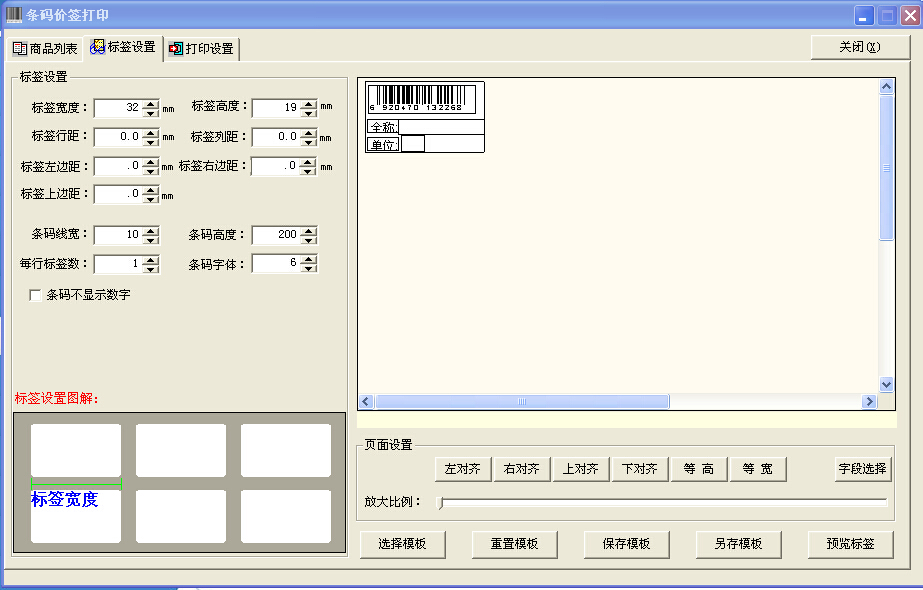 条码价签打印
商品列表 标签设置 打印设置 关闭(X)
标签设置
标签宽度： 32 mm 标签高度： 19 mm
标签行距： 0.0 mm 标签列距： 0.0 mm
标签左边距： .0 mm 标签右边距： .0 mm
标签上边距： .0 mm
条码线宽： 10 条码高度： 200
每行标签数： 1 条码字体： 6
条码不显示数字
标签设置图解：
标签宽度
6 920470 132268
全称:
单位:
页面设置
左对齐 右对齐 上对齐 下对齐 等 高 等 宽 字段选择
放大比例：
选择模板 重置模板 保存模板 另存模板 预览标签